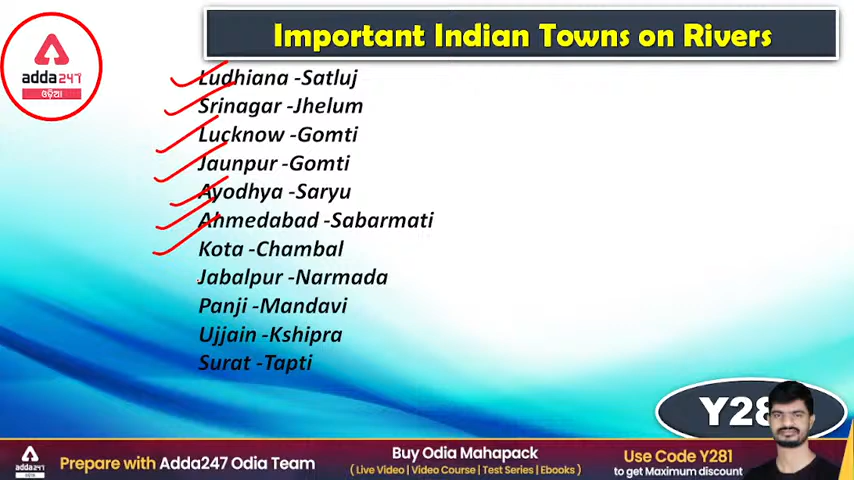 Important Indian Towns on Rivers
adda247
ଓଡ଼ିଆ
Ludhiana -Satluj
Srinagar -Jhelum
Lucknow -Gomti
Jaunpur -Gomti
Ayodhya -Saryu
Ahmedabad -Sabarmati
Kota -Chambal
Jabalpur -Narmada
Panji -Mandavi
Ujjain -Kshipra
Surat -Tapti
Y28
adda247
Prepare with Adda247 Odia Team
Buy Odia Mahapack
( Live Video | Video Course | Test Series | Ebooks )
Use Code Y281
to get Maximum discount